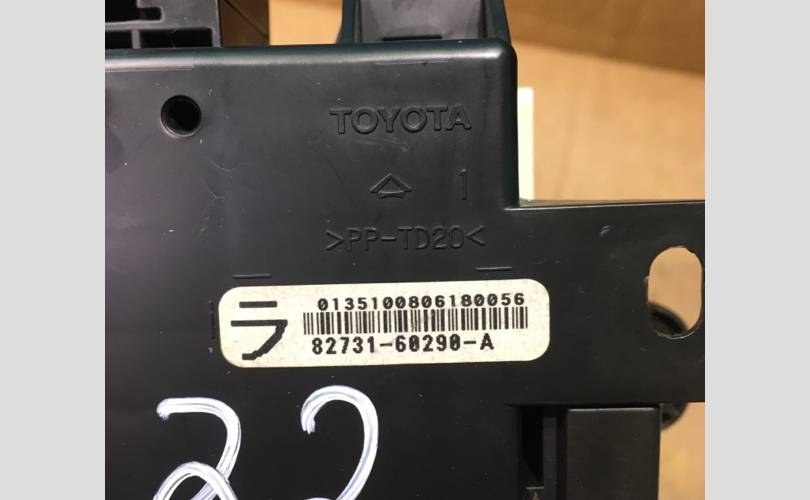 TOYOTA
1
>PP-TD20<
ラ
0135100806180056
82731-60290-A
22